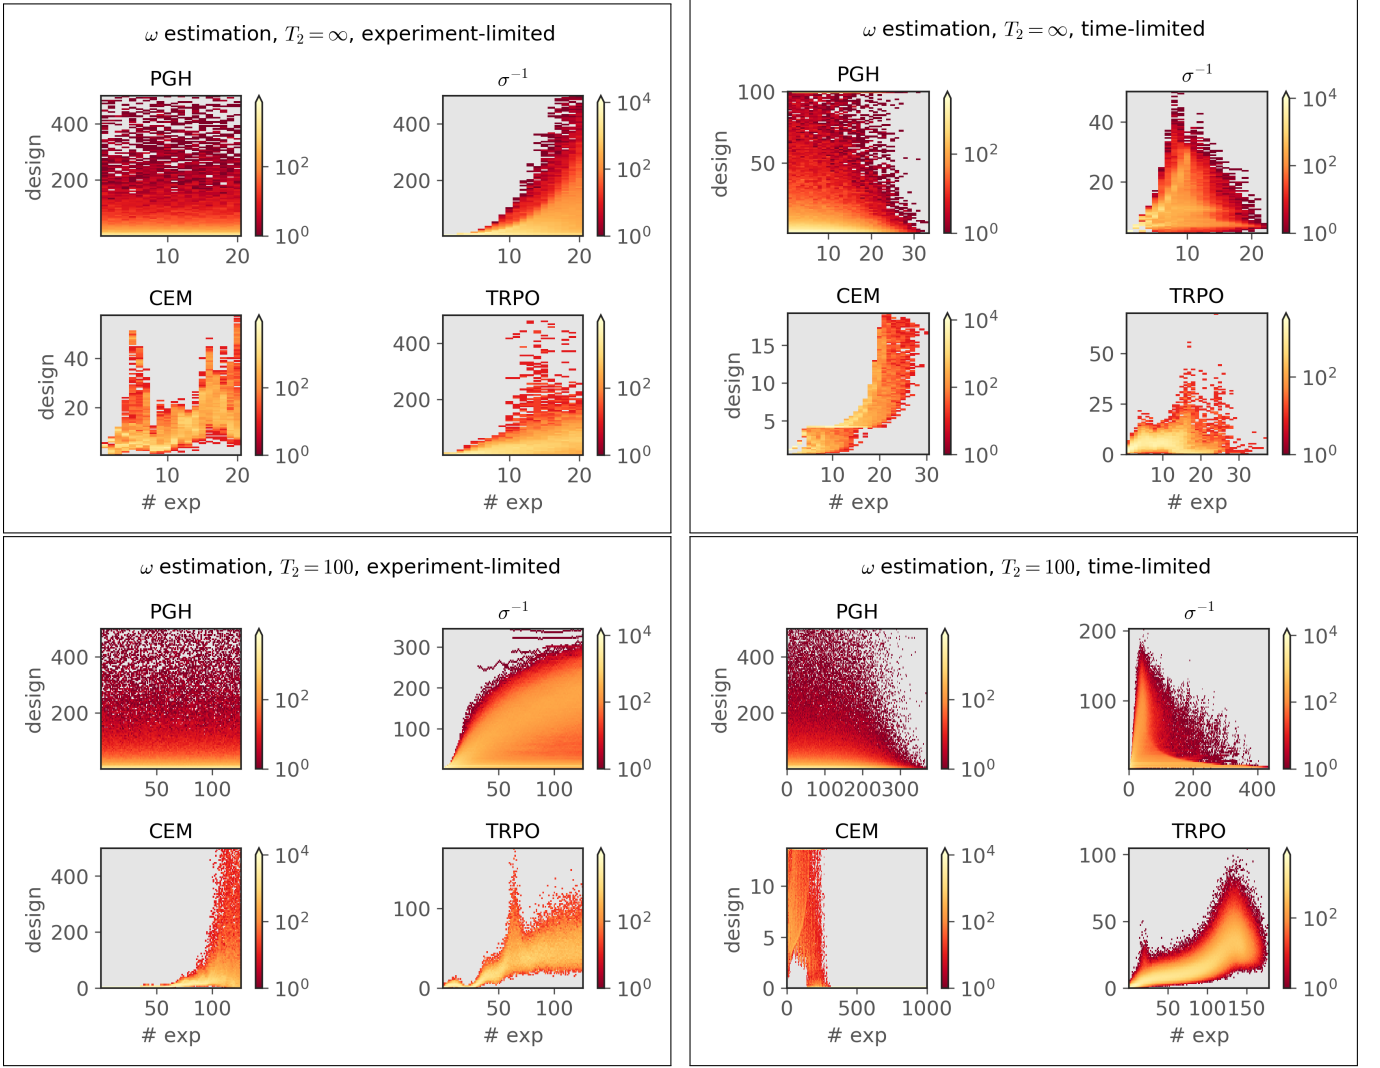 ω estimation, T₂ = ∞, experiment-limited
PGH
σ⁻¹
design
400
200
10 20
10² 10⁰
400
200
10 20
10⁴ 10² 10⁰
CEM
TRPO
design
40
20
10 20
# exp
10² 10⁰
400
200
10 20
# exp
10² 10⁰
ω estimation, T₂ = ∞, time-limited
PGH
σ⁻¹
design
100
50
10 20 30
10² 10⁰
40
20
10 20
10⁴ 10² 10⁰
CEM
TRPO
design
15
10
5
10 20 30
# exp
10⁴ 10² 10⁰
50
25
0
10 20 30
# exp
10² 10⁰
ω estimation, T₂ = 100, experiment-limited
PGH
σ⁻¹
design
400
200
50 100
10² 10⁰
300
200
100
50 100
10⁴ 10² 10⁰
CEM
TRPO
design
400
200
0
50 100
# exp
10⁴ 10² 10⁰
100
0
50 100
# exp
10² 10⁰
ω estimation, T₂ = 100, time-limited
PGH
σ⁻¹
design
400
200
0 100 200 300
10² 10⁰
200
100
0 200 400
10⁴ 10² 10⁰
CEM
TRPO
design
10
5
0
0 500 1000
# exp
10⁴ 10² 10⁰
100
50
0
50 100 150
# exp
10² 10⁰